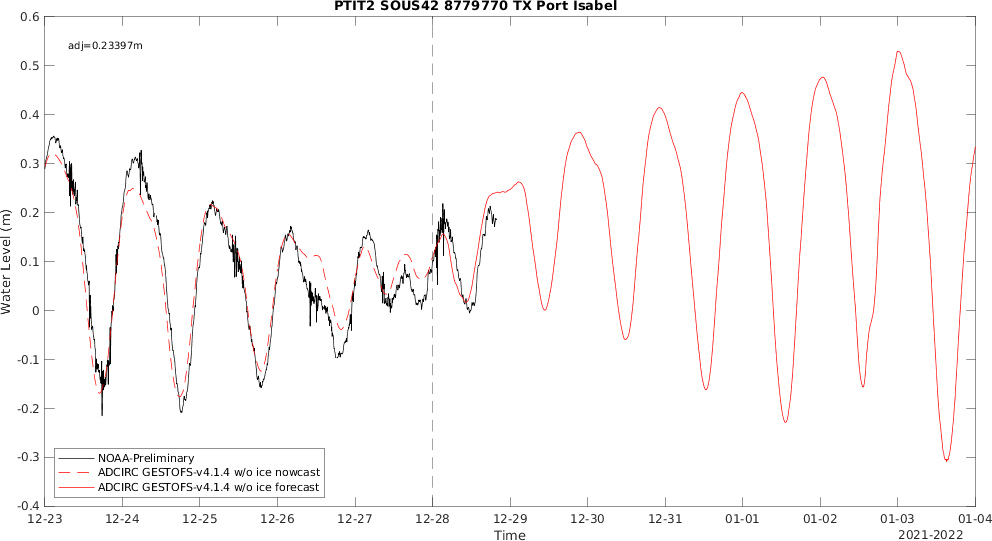 PTIT2 SOUS42 8779770 TX Port Isabel
0.6
0.5
0.4
0.3
0.2
0.1
0
-0.1
-0.2
-0.3
-0.4
Water Level (m)
adj=0.23397m
NOAA-Preliminary
ADCIRC GESTOFS-v4.1.4 w/o ice nowcast
ADCIRC GESTOFS-v4.1.4 w/o ice forecast
12-23 12-24 12-25 12-26 12-27 12-28 12-29 12-30 12-31 01-01 01-02 01-03 01-04
Time
2021-2022